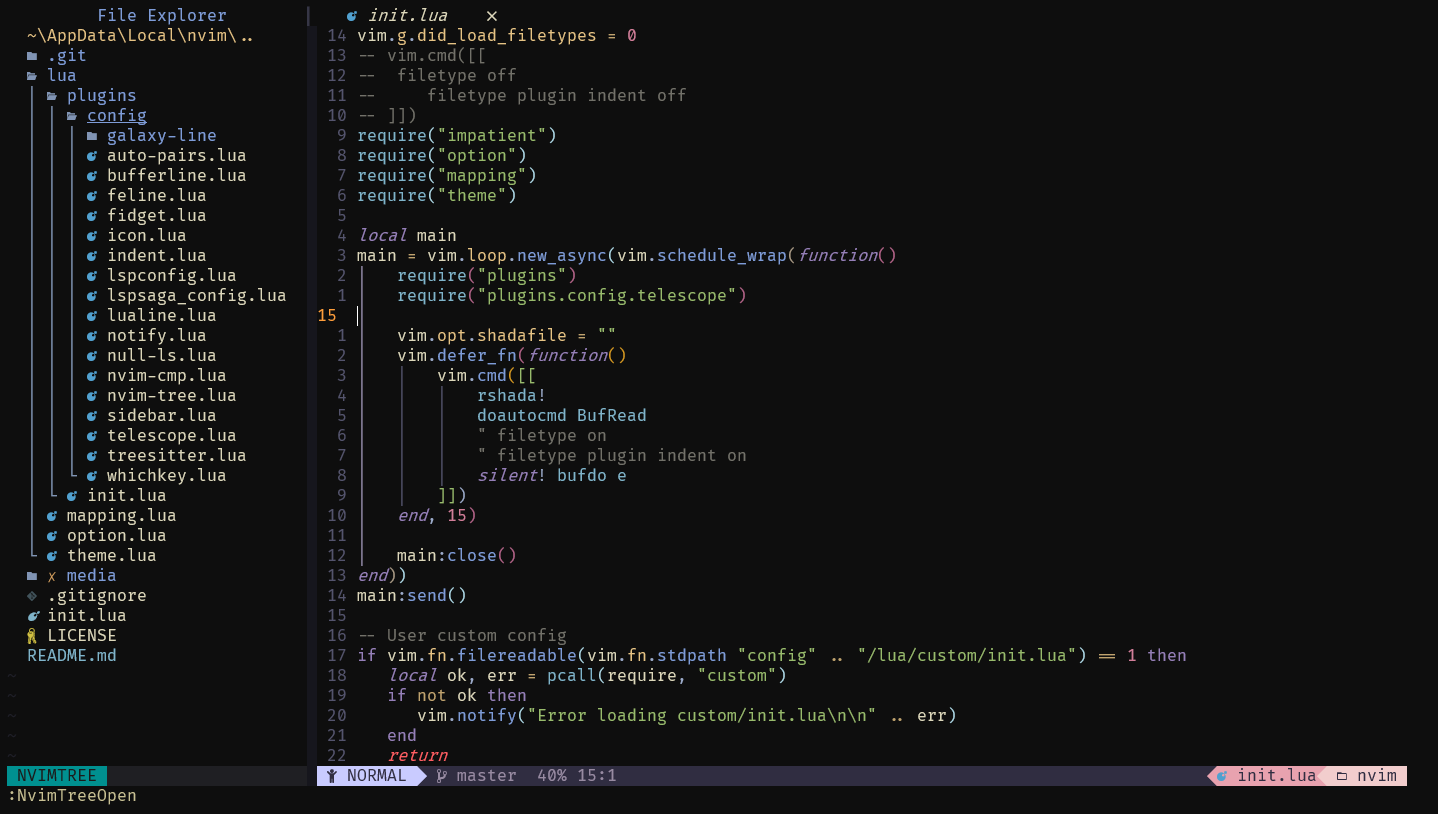 File Explorer
~\AppData\Local\nvim\..
.git
lua
plugins
config
galaxy-line
auto-pairs.lua
bufferline.lua
feline.lua
fidget.lua
icon.lua
indent.lua
lspconfig.lua
lspsaga_config.lua
lualine.lua
notify.lua
null-ls.lua
nvim-cmp.lua
nvim-tree.lua
sidebar.lua
telescope.lua
treesitter.lua
whichkey.lua
init.lua
mapping.lua
option.lua
theme.lua
✗ media
.gitignore
init.lua
LICENSE
README.md
~
~
~
~
~
NVIMTREE
:NvimTreeOpen
init.lua ×
14 vim.g.did_load_filetypes = 0
13 -- vim.cmd([[
12 --  filetype off
11 --     filetype plugin indent off
10 -- ]])
9 require("impatient")
8 require("option")
7 require("mapping")
6 require("theme")
5
4 local main
3 main = vim.loop.new_async(vim.schedule_wrap(function()
2     require("plugins")
1     require("plugins.config.telescope")
15
1     vim.opt.shadafile = ""
2     vim.defer_fn(function()
3         vim.cmd([[
4             rshada!
5             doautocmd BufRead
6             " filetype on
7             " filetype plugin indent on
8             silent! bufdo e
9         ]])
10     end, 15)
11
12     main:close()
13 end))
14 main:send()
15
16 -- User custom config
17 if vim.fn.filereadable(vim.fn.stdpath "config" .. "/lua/custom/init.lua") == 1 then
18    local ok, err = pcall(require, "custom")
19    if not ok then
20       vim.notify("Error loading custom/init.lua\n\n" .. err)
21    end
22    return
NORMAL master 40% 15:1 init.lua nvim